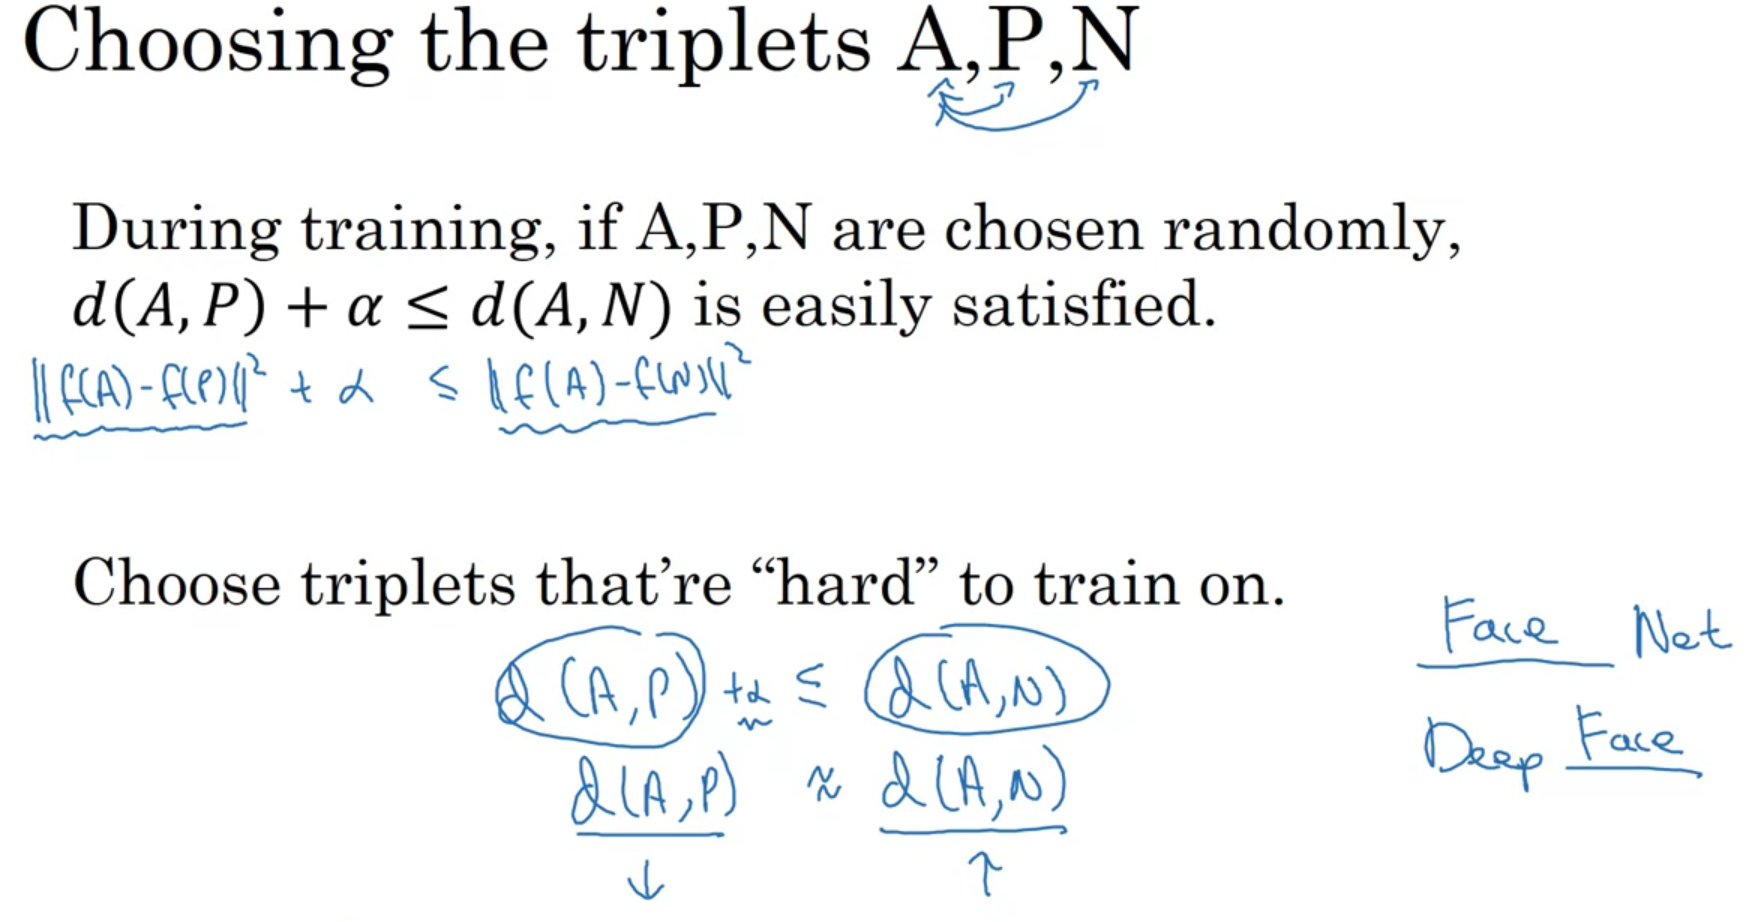 Choosing the triplets A,P,N
During training, if A,P,N are chosen randomly,
d(A, P) + α ≤ d(A, N) is easily satisfied.
||f(A)-f(P)||² + α ≤ ||f(A)-f(N)||²
Choose triplets that're “hard” to train on.
d(A,P) +α ≤ d(A,N)
d(A,P) ≈ d(A,N)
↓ ↑
Face Net
Deep Face